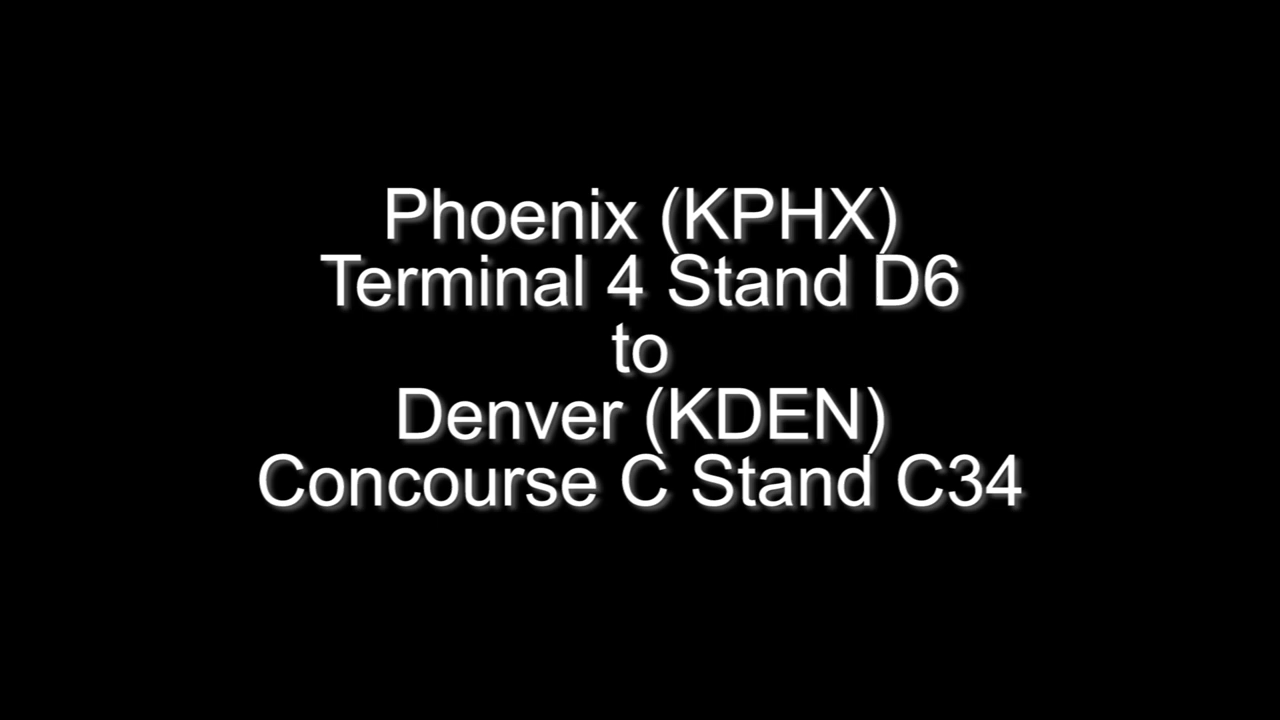 Phoenix (KPHX)
Terminal 4 Stand D6
to
Denver (KDEN)
Concourse C Stand C34